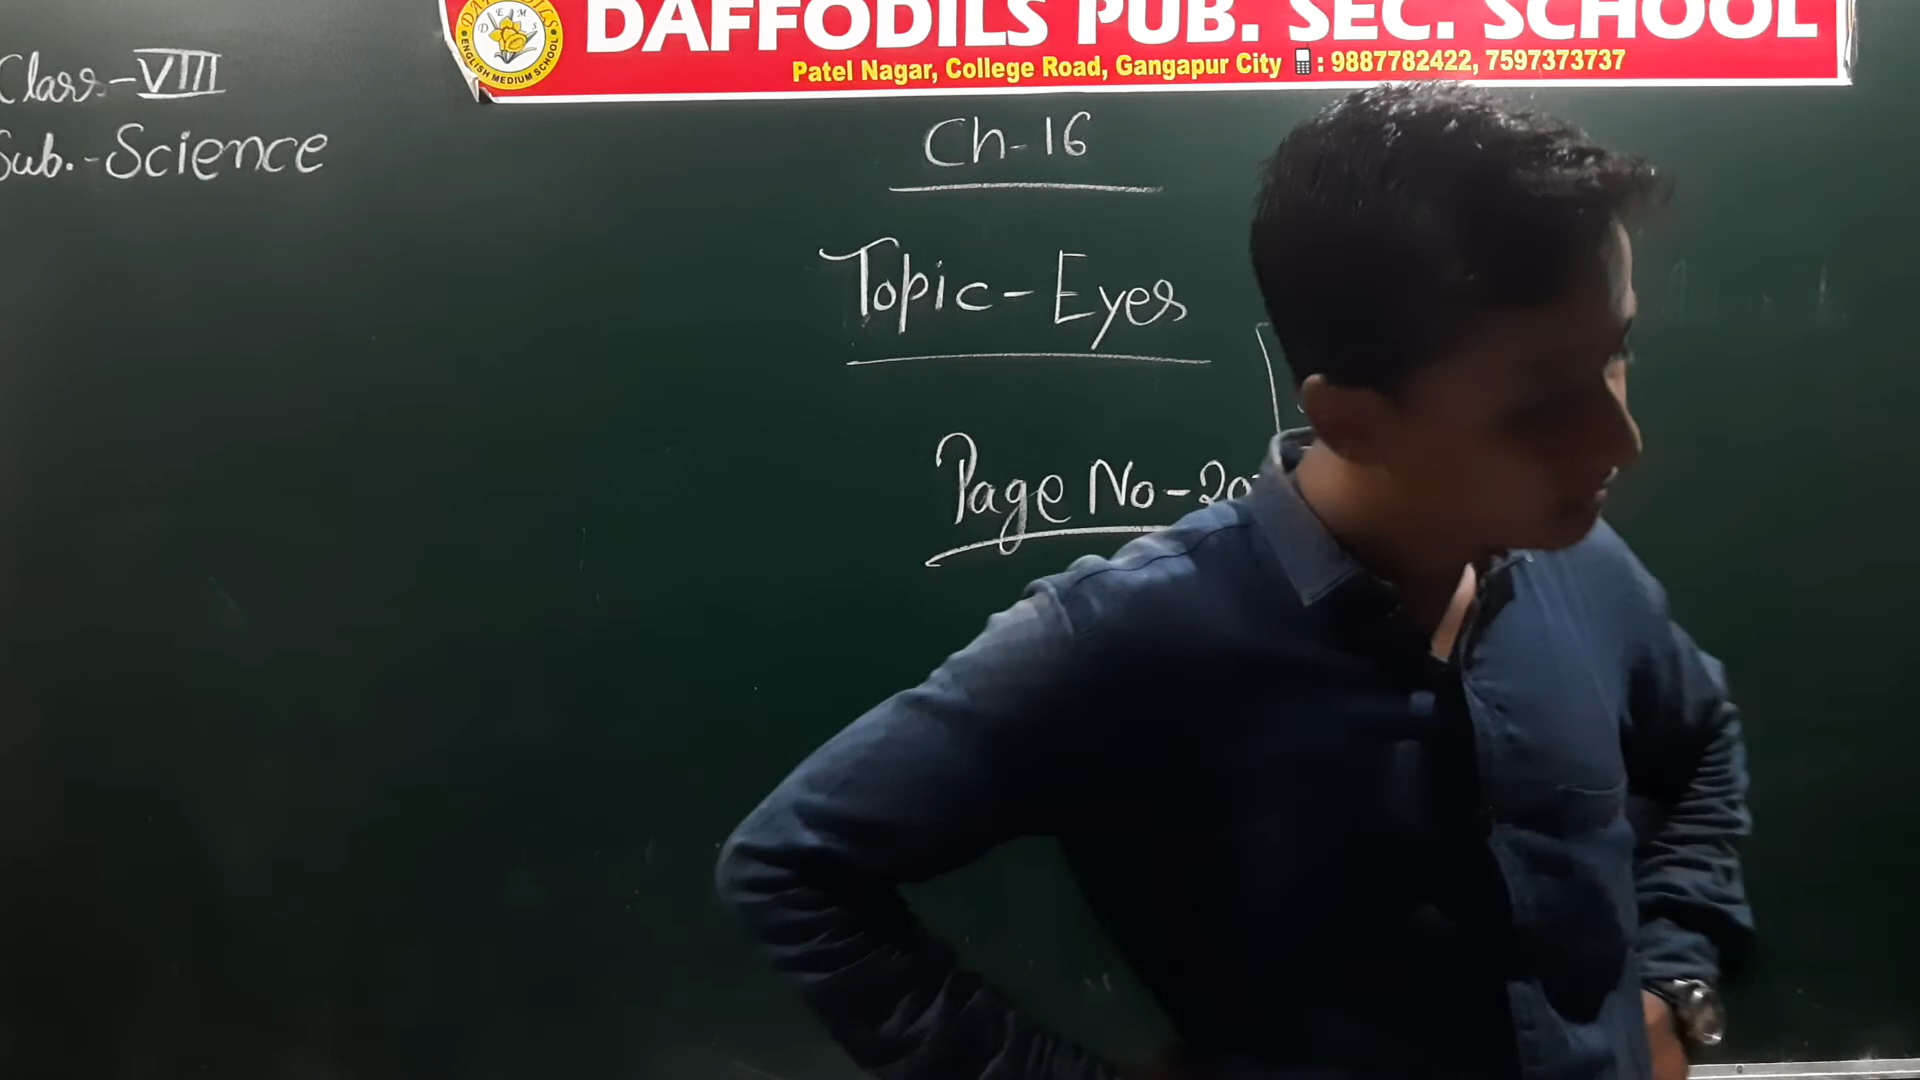 DAFFODILS PUB. SEC. SCHOOL
Patel Nagar, College Road, Gangapur City : 9887782422, 7597373737
D E M S
ENGLISH MEDIUM SCHOOL
Class-VIII
Sub.-Science
Ch-16
Topic-Eyes
Page No-20